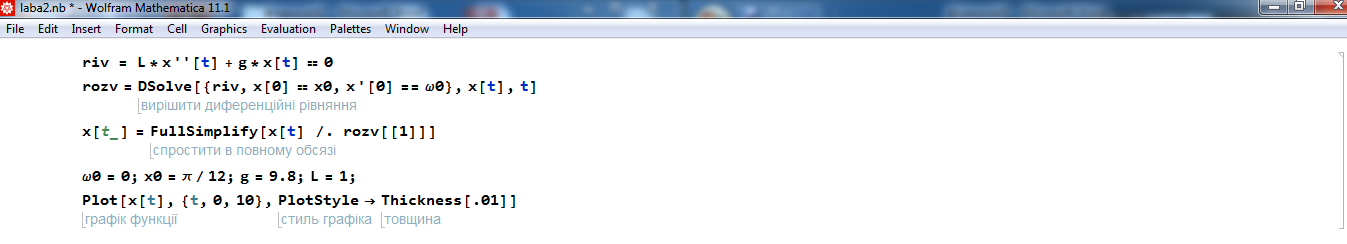 laba2.nb * - Wolfram Mathematica 11.1
File Edit Insert Format Cell Graphics Evaluation Palettes Window Help
riv = L * x''[t] + g * x[t] == 0
rozv = DSolve[{riv, x[0] == x0, x'[0] == ω0}, x[t], t]
вирішити диференційні рівняння
x[t_] = FullSimplify[x[t] /. rozv[[1]]]
спростити в повному обсязі
ω0 = 0; x0 = π / 12; g = 9.8; L = 1;
Plot[x[t], {t, 0, 10}, PlotStyle → Thickness[.01]]
графік функції стиль графіка товщина